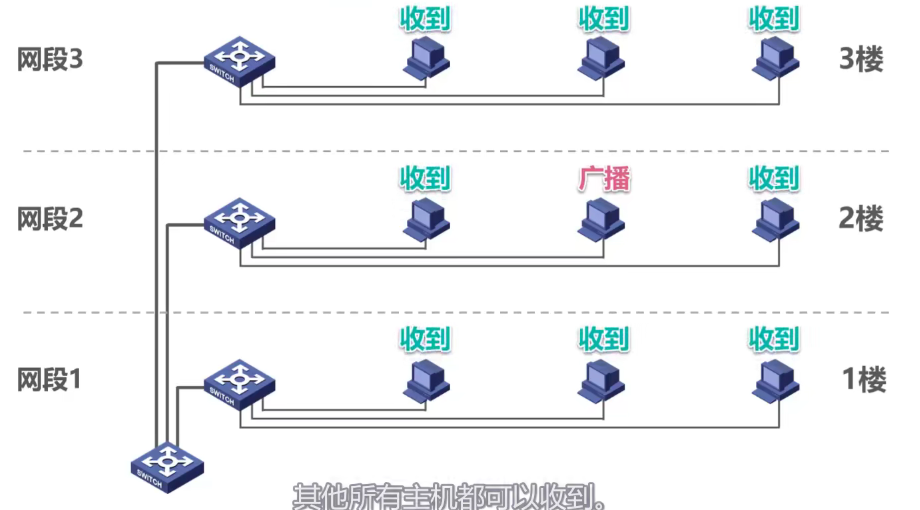 收到 收到 收到
网段3 SWITCH 3楼
收到 广播 收到
网段2 SWITCH 2楼
收到 收到 收到
网段1 SWITCH 1楼
SWITCH
其他所有主机都可以收到。